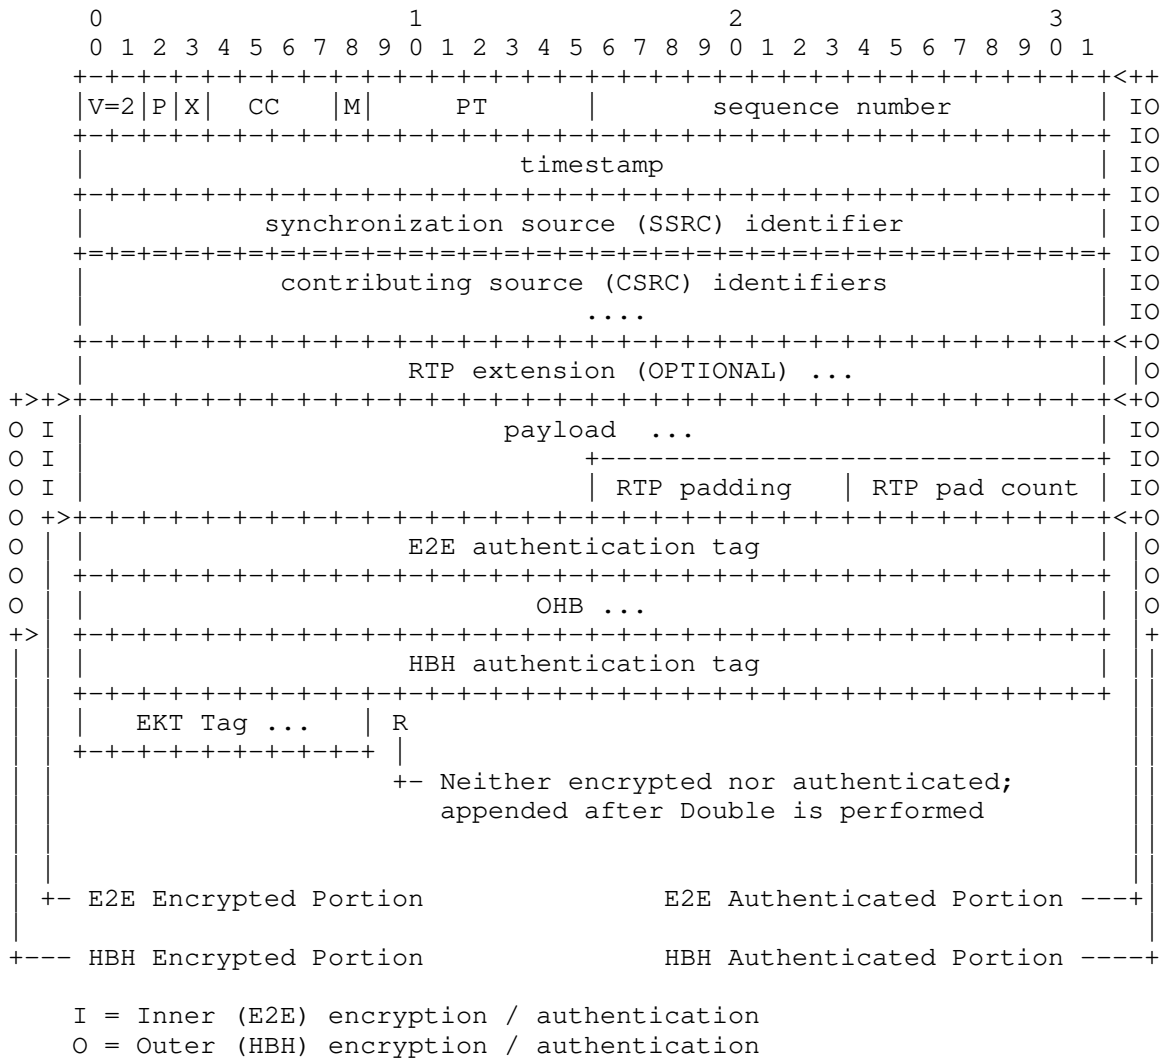 0                   1                   2                   3
        0 1 2 3 4 5 6 7 8 9 0 1 2 3 4 5 6 7 8 9 0 1 2 3 4 5 6 7 8 9 0 1
       +-+-+-+-+-+-+-+-+-+-+-+-+-+-+-+-+-+-+-+-+-+-+-+-+-+-+-+-+-+-+-+-+<++
       |V=2|P|X|  CC   |M|     PT      |       sequence number         | IO
       +-+-+-+-+-+-+-+-+-+-+-+-+-+-+-+-+-+-+-+-+-+-+-+-+-+-+-+-+-+-+-+-+ IO
       |                           timestamp                           | IO
       +-+-+-+-+-+-+-+-+-+-+-+-+-+-+-+-+-+-+-+-+-+-+-+-+-+-+-+-+-+-+-+-+ IO
       |           synchronization source (SSRC) identifier            | IO
       +=+=+=+=+=+=+=+=+=+=+=+=+=+=+=+=+=+=+=+=+=+=+=+=+=+=+=+=+=+=+=+=+ IO
       |            contributing source (CSRC) identifiers             | IO
       |                               ....                            | IO
       +-+-+-+-+-+-+-+-+-+-+-+-+-+-+-+-+-+-+-+-+-+-+-+-+-+-+-+-+-+-+-+-+<+O
       |                    RTP extension (OPTIONAL) ...               | |O
   +>+>+-+-+-+-+-+-+-+-+-+-+-+-+-+-+-+-+-+-+-+-+-+-+-+-+-+-+-+-+-+-+-+-+<+O
   O I |                          payload  ...                         | IO
   O I |                               +-------------------------------+ IO
   O I |                               | RTP padding   | RTP pad count | IO
   O +>+-+-+-+-+-+-+-+-+-+-+-+-+-+-+-+-+-+-+-+-+-+-+-+-+-+-+-+-+-+-+-+-+<+O
   O | |                    E2E authentication tag                     | |O
   O | +-+-+-+-+-+-+-+-+-+-+-+-+-+-+-+-+-+-+-+-+-+-+-+-+-+-+-+-+-+-+-+-+ |O
   O | |                            OHB ...                            | |O
   +>| +-+-+-+-+-+-+-+-+-+-+-+-+-+-+-+-+-+-+-+-+-+-+-+-+-+-+-+-+-+-+-+-+ |+
   | | |                    HBH authentication tag                     | ||
   | | +-+-+-+-+-+-+-+-+-+-+-+-+-+-+-+-+-+-+-+-+-+-+-+-+-+-+-+-+-+-+-+-+ ||
   | | |   EKT Tag ...   | R                                             ||
   | | +-+-+-+-+-+-+-+-+-+ |                                             ||
   | |                     +- Neither encrypted nor authenticated;       ||
   | |                        appended after Double is performed         ||
   | |                                                                   ||
   | |                                                                   ||
   | +- E2E Encrypted Portion               E2E Authenticated Portion ---+|
   |                                                                      |
   +--- HBH Encrypted Portion               HBH Authenticated Portion ----+

       I = Inner (E2E) encryption / authentication
       O = Outer (HBH) encryption / authentication